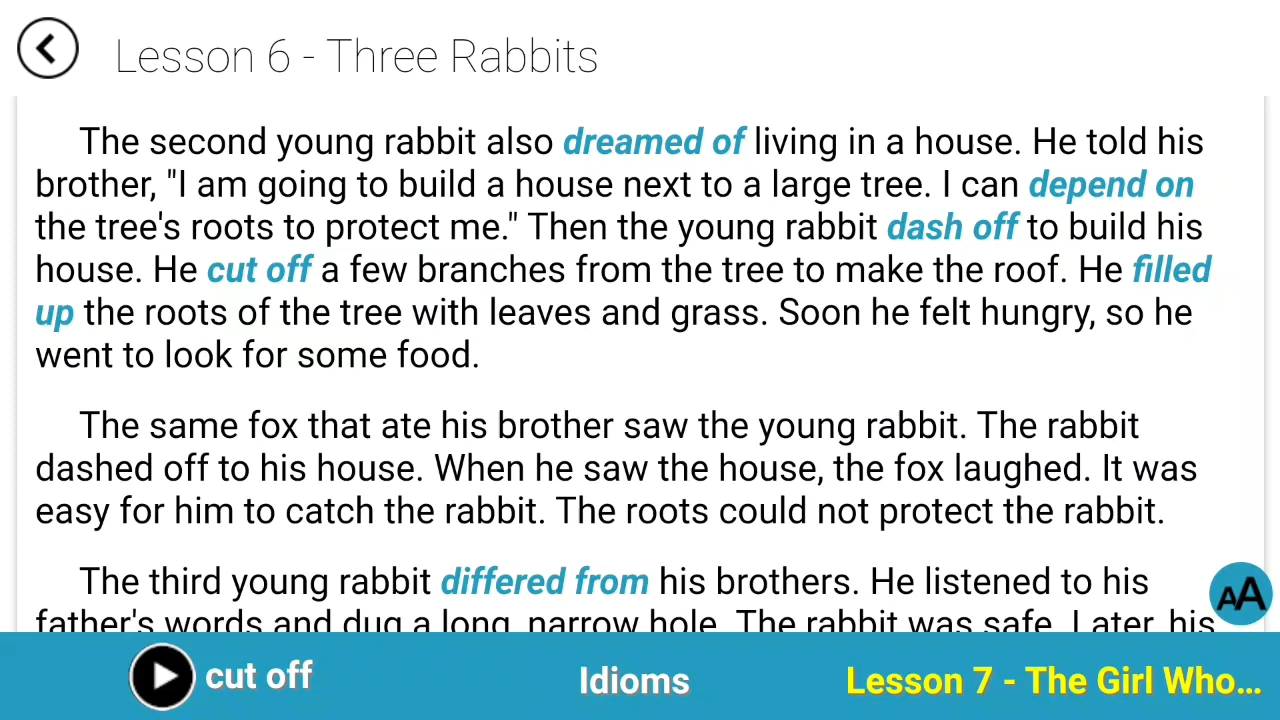 Lesson 6 - Three Rabbits
The second young rabbit also dreamed of living in a house. He told his
brother, "I am going to build a house next to a large tree. I can depend on
the tree's roots to protect me." Then the young rabbit dash off to build his
house. He cut off a few branches from the tree to make the roof. He filled
up the roots of the tree with leaves and grass. Soon he felt hungry, so he
went to look for some food.
The same fox that ate his brother saw the young rabbit. The rabbit
dashed off to his house. When he saw the house, the fox laughed. It was
easy for him to catch the rabbit. The roots could not protect the rabbit.
The third young rabbit differed from his brothers. He listened to his
father's words and dug a long, narrow hole. The rabbit was safe. Later, his
AA
cut off
Idioms
Lesson 7 - The Girl Who...